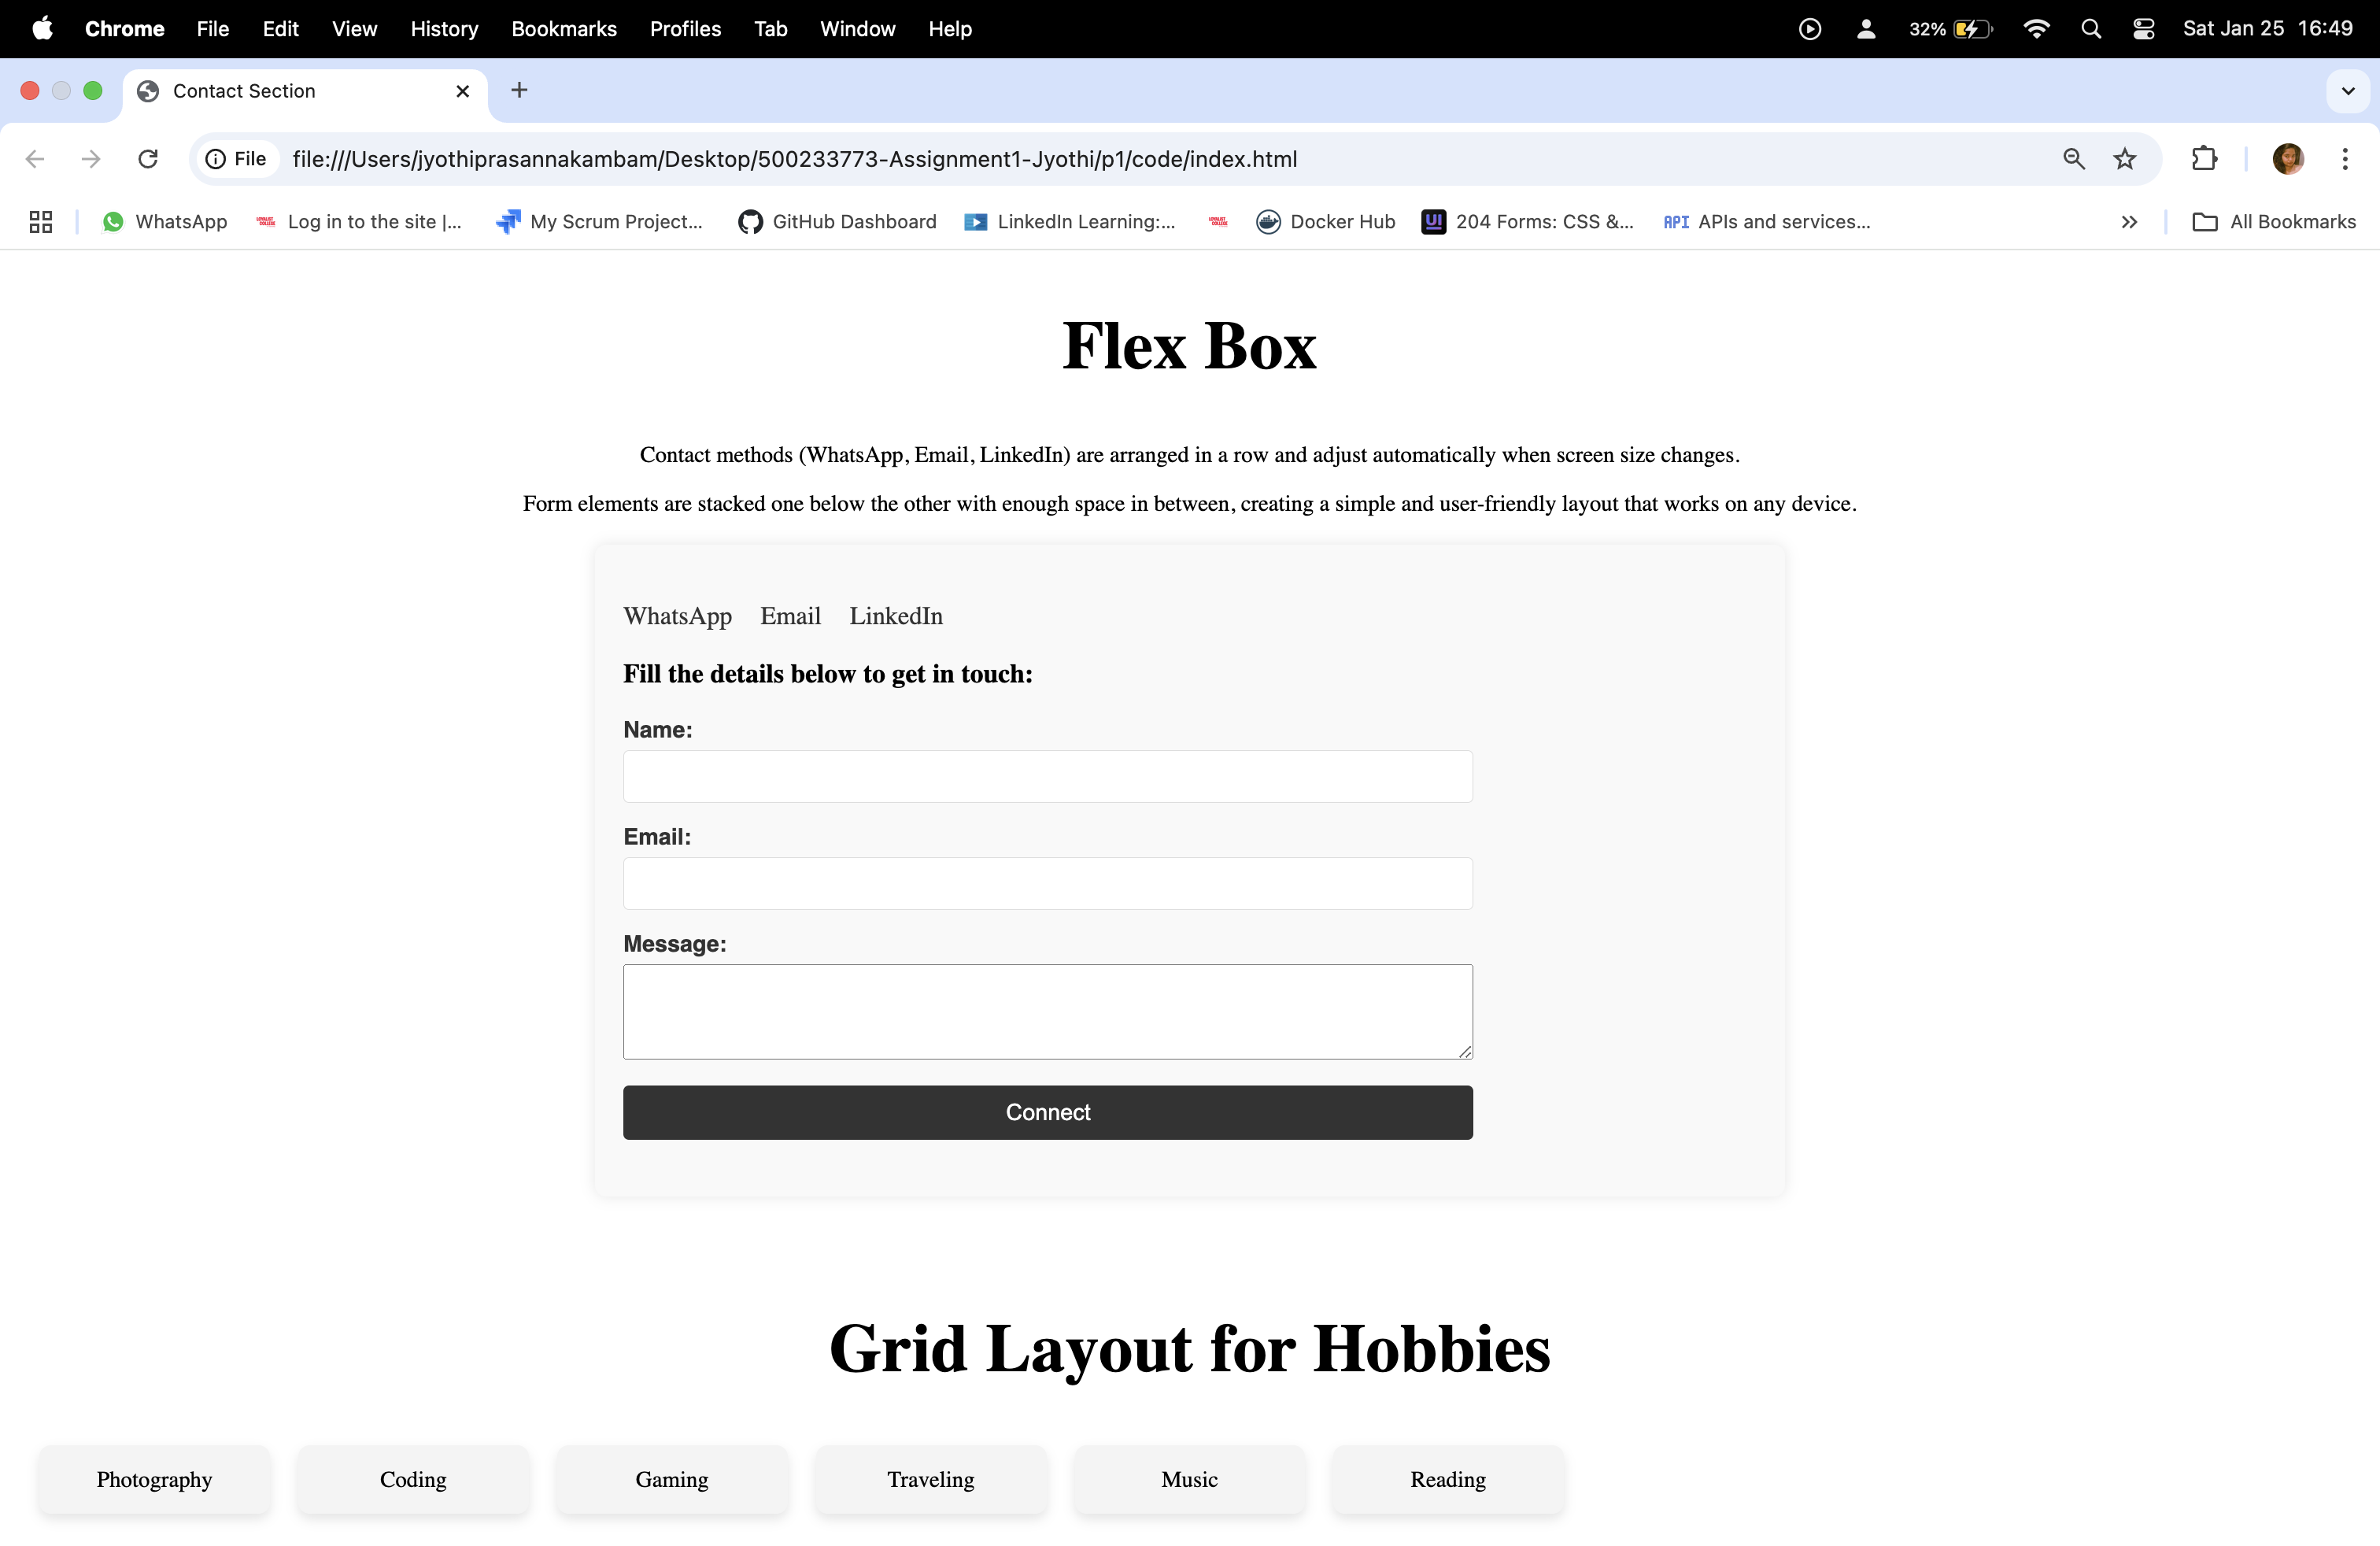 Chrome File Edit View History Bookmarks Profiles Tab Window Help 32% Sat Jan 25 16:49
Contact Section
File file:///Users/jyothiprasannakambam/Desktop/500233773-Assignment1-Jyothi/p1/code/index.html
WhatsApp Log in to the site |... My Scrum Project... GitHub Dashboard LinkedIn Learning:... Docker Hub UI 204 Forms: CSS &... API APIs and services... All Bookmarks
Flex Box
Contact methods (WhatsApp, Email, LinkedIn) are arranged in a row and adjust automatically when screen size changes.
Form elements are stacked one below the other with enough space in between, creating a simple and user-friendly layout that works on any device.
WhatsApp Email LinkedIn
Fill the details below to get in touch:
Name:
Email:
Message:
Connect
Grid Layout for Hobbies
Photography Coding Gaming Traveling Music Reading